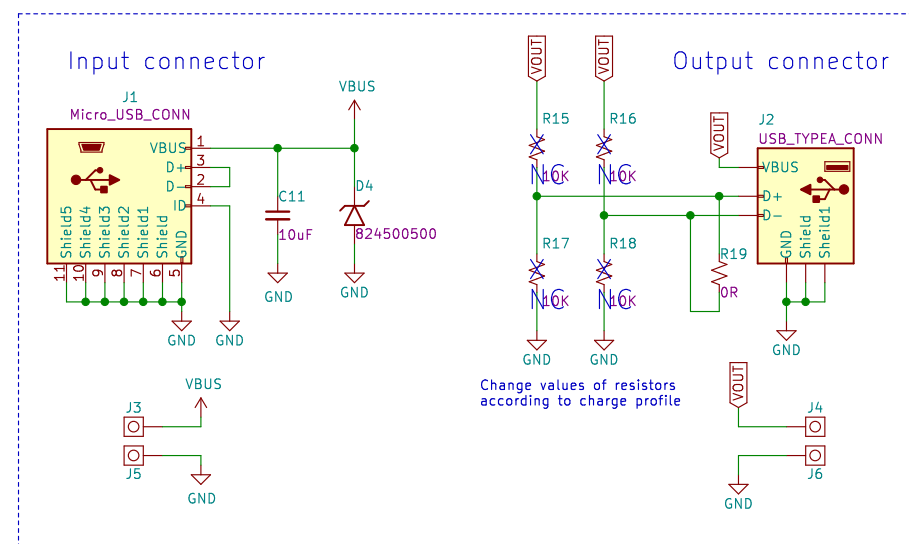 Input connector
J1
Micro_USB_CONN
VBUS 1
D+ 3
D- 2
ID 4
Shield5
Shield4
Shield3
Shield2
Shield1
Shield
GND
11
10
9
8
7
6
5
GND
GND
VBUS
C11
10uF
GND
D4
824500500
GND
VBUS
J3
J5
GND
Output connector
VOUT
VOUT
R15
10K
NC
R16
10K
NC
R17
10K
NC
R18
10K
NC
GND
GND
Change values of resistors
according to charge profile
VOUT
J2
USB_TYPEA_CONN
VBUS
D+
D-
GND
Shield
Sheild1
R19
0R
GND
VOUT
J4
J6
GND